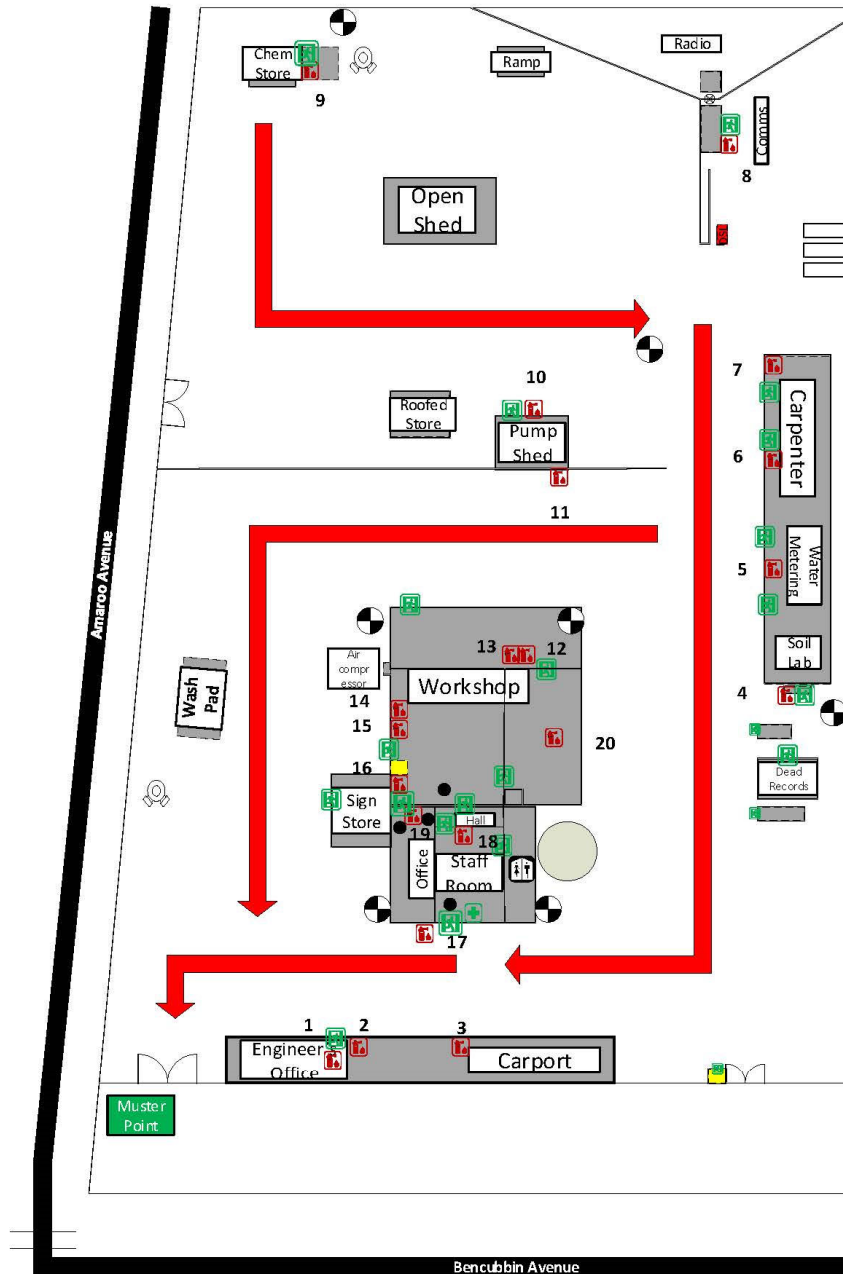 Chem
Store
Ramp
Radio
9
Comms
8
Open
Shed
7
10
Roofed
Store
Pump
Shed
Carpenter
6
11
Water
Metering
5
Amaroo Avenue
Air
compr
essor
13
12
Soil
Lab
Workshop
4
Wash
Pad
14
15
20
16
Dead
Records
Sign
Store
Hall
19
18
Office
Staff
Room
17
1
2
3
Engineer
Office
Carport
Muster
Point
Bencubbin Avenue